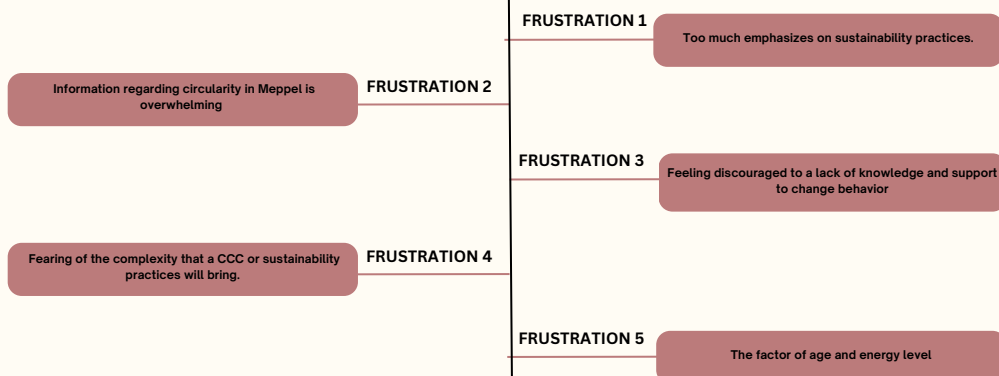 FRUSTRATION 1
Too much emphasizes on sustainability practices.
FRUSTRATION 2
Information regarding circularity in Meppel is
overwhelming
FRUSTRATION 3
Feeling discouraged to a lack of knowledge and support
to change behavior
FRUSTRATION 4
Fearing of the complexity that a CCC or sustainability
practices will bring.
FRUSTRATION 5
The factor of age and energy level